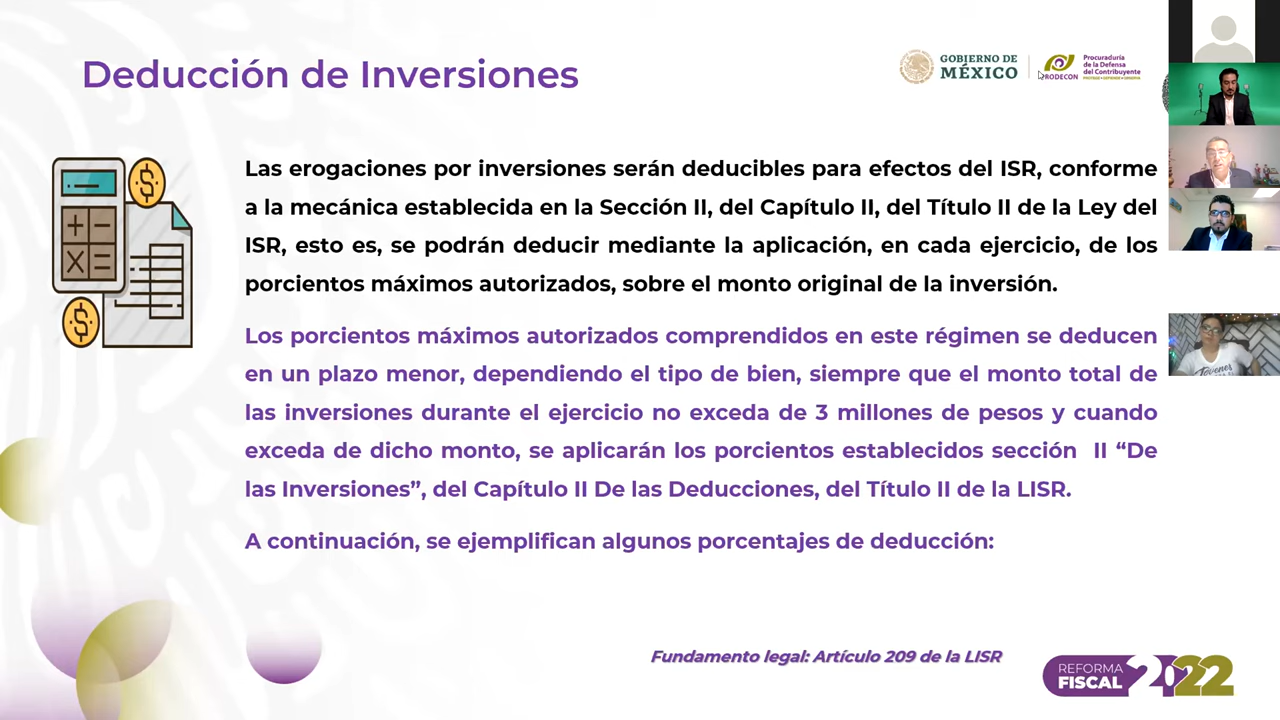 Deducción de Inversiones
GOBIERNO DE
MÉXICO
PRODECON
Procuraduría
de la Defensa
del Contribuyente
Las erogaciones por inversiones serán deducibles para efectos del ISR, conforme
a la mecánica establecida en la Sección II, del Capítulo II, del Título II de la Ley del
ISR, esto es, se podrán deducir mediante la aplicación, en cada ejercicio, de los
porcientos máximos autorizados, sobre el monto original de la inversión.
Los porcientos máximos autorizados comprendidos en este régimen se deducen
en un plazo menor, dependiendo el tipo de bien, siempre que el monto total de
las inversiones durante el ejercicio no exceda de 3 millones de pesos y cuando
exceda de dicho monto, se aplicarán los porcientos establecidos sección II “De
las Inversiones”, del Capítulo II De las Deducciones, del Título II de la LISR.
A continuación, se ejemplifican algunos porcentajes de deducción:
Fundamento legal: Artículo 209 de la LISR
REFORMA
FISCAL 2022